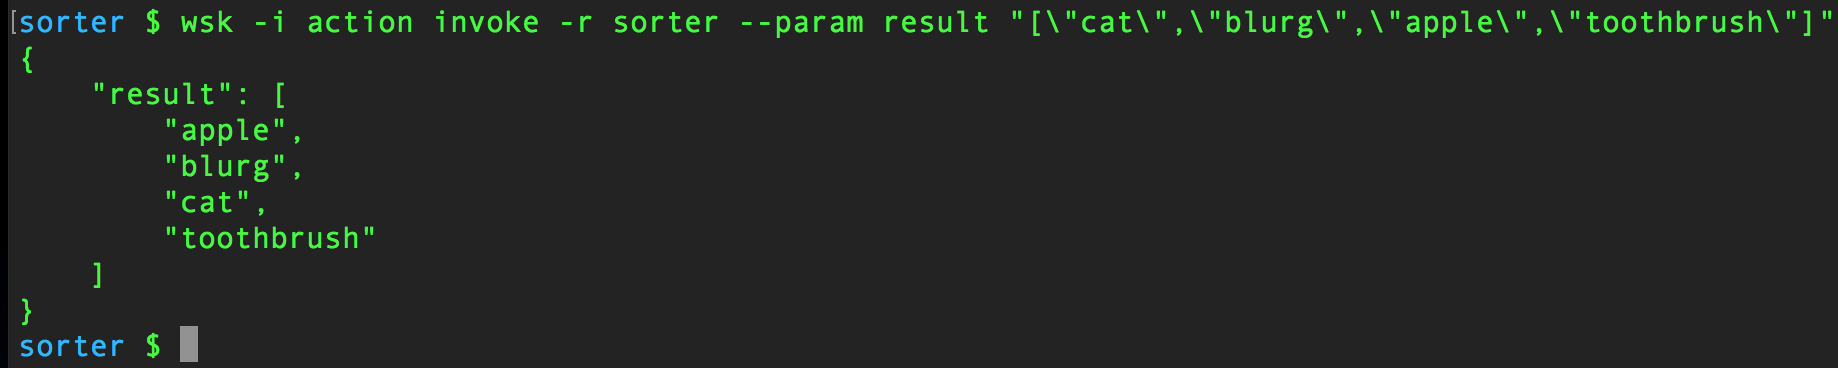 [sorter $ wsk -i action invoke -r sorter --param result "[\"cat\",\"blurg\",\"apple\",\"toothbrush\"]"
{
    "result": [
        "apple",
        "blurg",
        "cat",
        "toothbrush"
    ]
}
sorter $